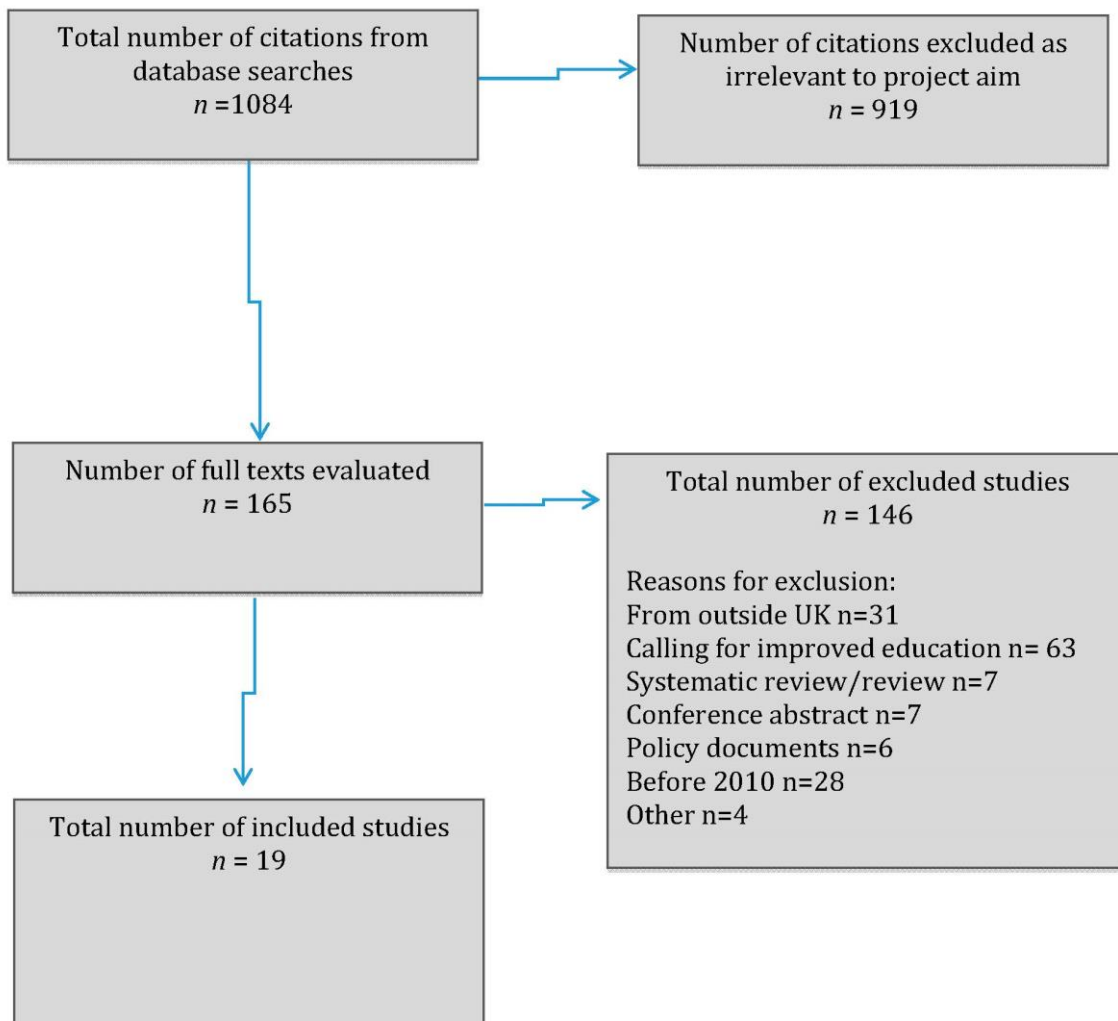 Total number of citations from
database searches
n =1084
Number of citations excluded as
irrelevant to project aim
n = 919
Number of full texts evaluated
n = 165
Total number of excluded studies
n = 146
Reasons for exclusion:
From outside UK n=31
Calling for improved education n= 63
Systematic review/review n=7
Conference abstract n=7
Policy documents n=6
Before 2010 n=28
Other n=4
Total number of included studies
n = 19